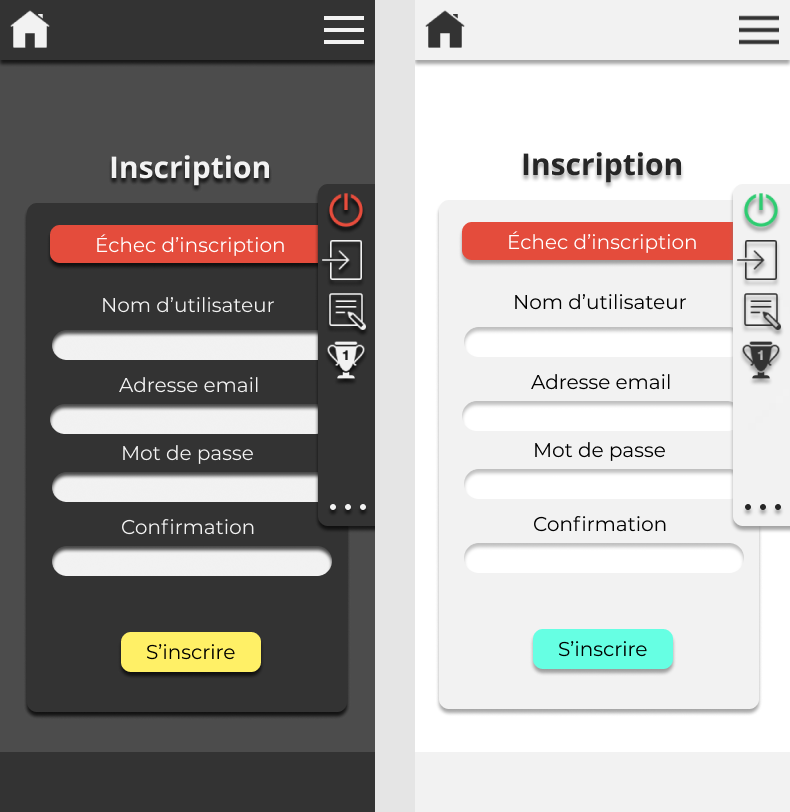 Inscription
Échec d’inscription
Nom d’utilisateur
Adresse email
1
Mot de passe
Confirmation
S’inscrire
Inscription
Échec d’inscription
Nom d’utilisateur
Adresse email
1
Mot de passe
Confirmation
S’inscrire